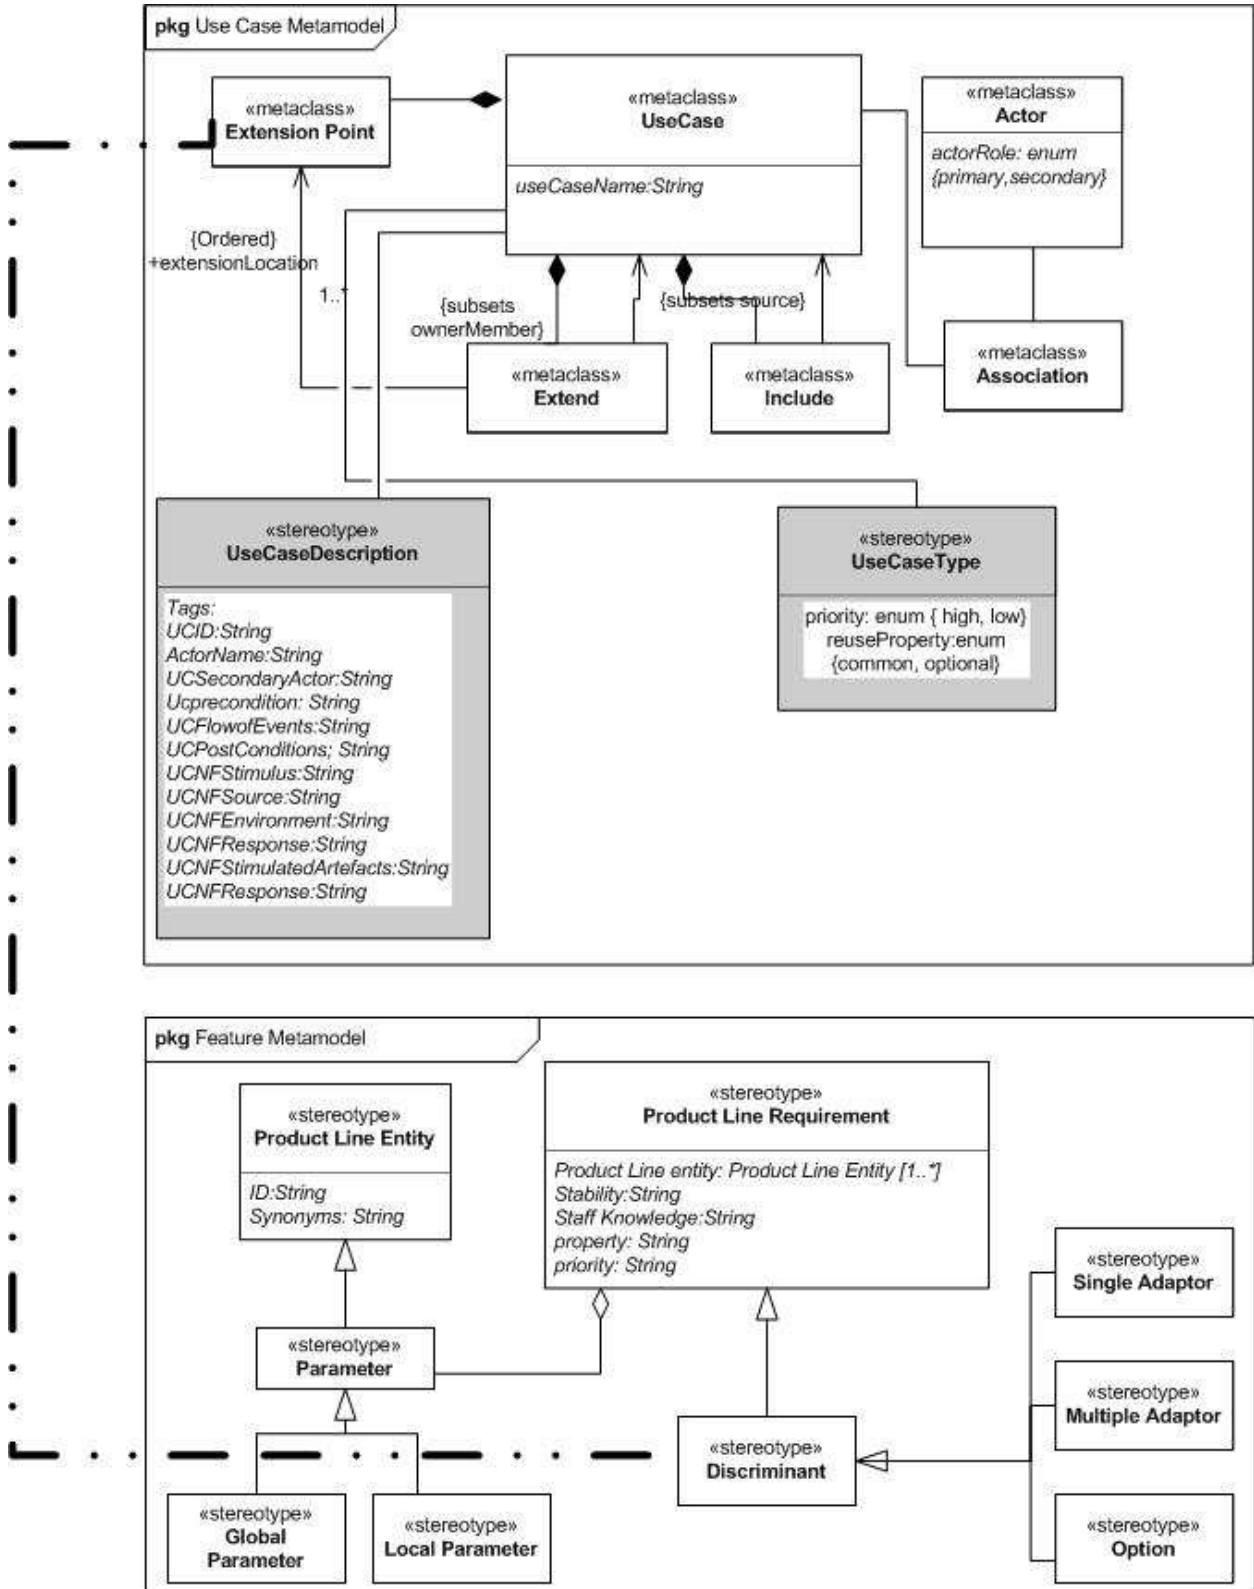 pkg Use Case Metamodel
«metaclass»
Extension Point
«metaclass»
UseCase
useCaseName:String
«metaclass»
Actor
actorRole: enum
{primary,secondary}
{Ordered}
+extensionLocation
1..*
{subsets
ownerMember}
{subsets source}
«metaclass»
Extend
«metaclass»
Include
«metaclass»
Association
«stereotype»
UseCaseDescription
Tags:
UCID:String
ActorName:String
UCSecondaryActor:String
Ucprecondition: String
UCFlowofEvents:String
UCPostConditions; String
UCNFStimulus:String
UCNFSource:String
UCNFEnvironment:String
UCNFResponse:String
UCNFStimulatedArtefacts:String
UCNFResponse:String
«stereotype»
UseCaseType
priority: enum { high, low}
reuseProperty:enum
{common, optional}
pkg Feature Metamodel
«stereotype»
Product Line Entity
ID:String
Synonyms: String
«stereotype»
Product Line Requirement
Product Line entity: Product Line Entity [1..*]
Stability:String
Staff Knowledge:String
property: String
priority: String
«stereotype»
Parameter
«stereotype»
Global
Parameter
«stereotype»
Local Parameter
«stereotype»
Discriminant
«stereotype»
Single Adaptor
«stereotype»
Multiple Adaptor
«stereotype»
Option